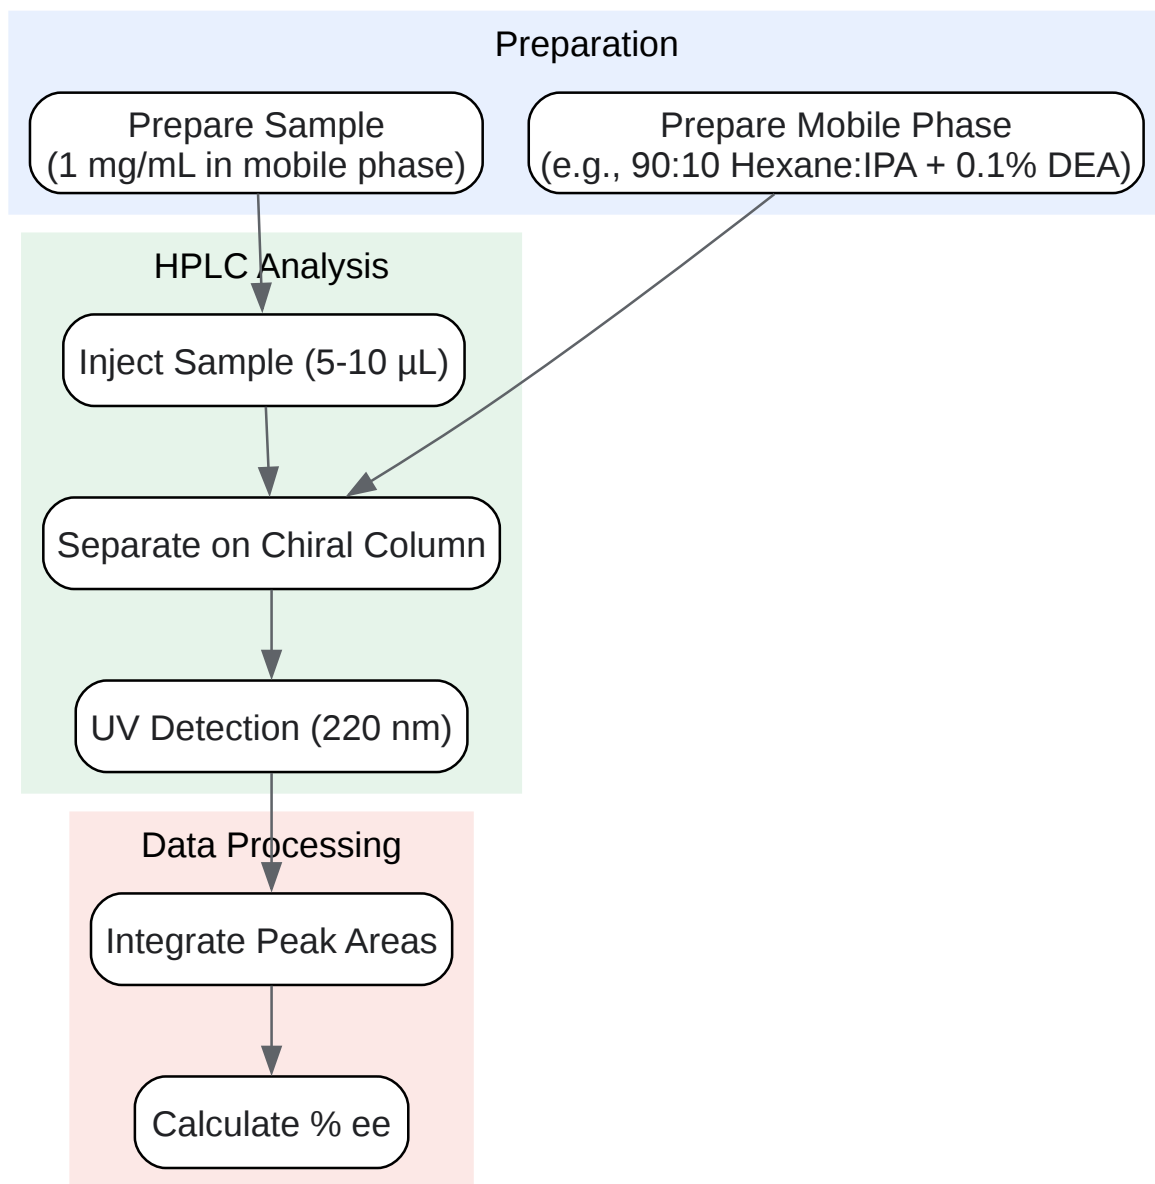 Preparation
Prepare Sample
(1 mg/mL in mobile phase)
Prepare Mobile Phase
(e.g., 90:10 Hexane:IPA + 0.1% DEA)
HPLC Analysis
Inject Sample (5-10 µL)
Separate on Chiral Column
UV Detection (220 nm)
Data Processing
Integrate Peak Areas
Calculate % ee